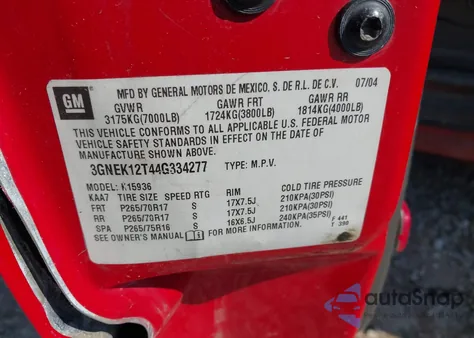 GM
MFD BY GENERAL MOTORS DE MEXICO, S. DE R.L. DE C.V. 07/04
GVWR GAWR FRT GAWR RR
3175KG(7000LB) 1724KG(3800LB) 1814KG(4000LB)
THIS VEHICLE CONFORMS TO ALL APPLICABLE U.S. FEDERAL MOTOR
VEHICLE SAFETY STANDARDS IN EFFECT ON THE DATE OF
MANUFACTURE SHOWN ABOVE.
3GNEK12T44G334277 TYPE: M.P.V.
MODEL: K15936
KAA7 TIRE SIZE SPEED RTG RIM COLD TIRE PRESSURE
FRT P265/70R17 S 17X7.5J 210KPA(30PSI)
RR P265/70R17 S 17X7.5J 210KPA(30PSI)
SPA P265/75R16 S 16X6.5J 240KPA(35PSI) F 441
SEE OWNER'S MANUAL FOR MORE INFORMATION. T 398
autoSnap